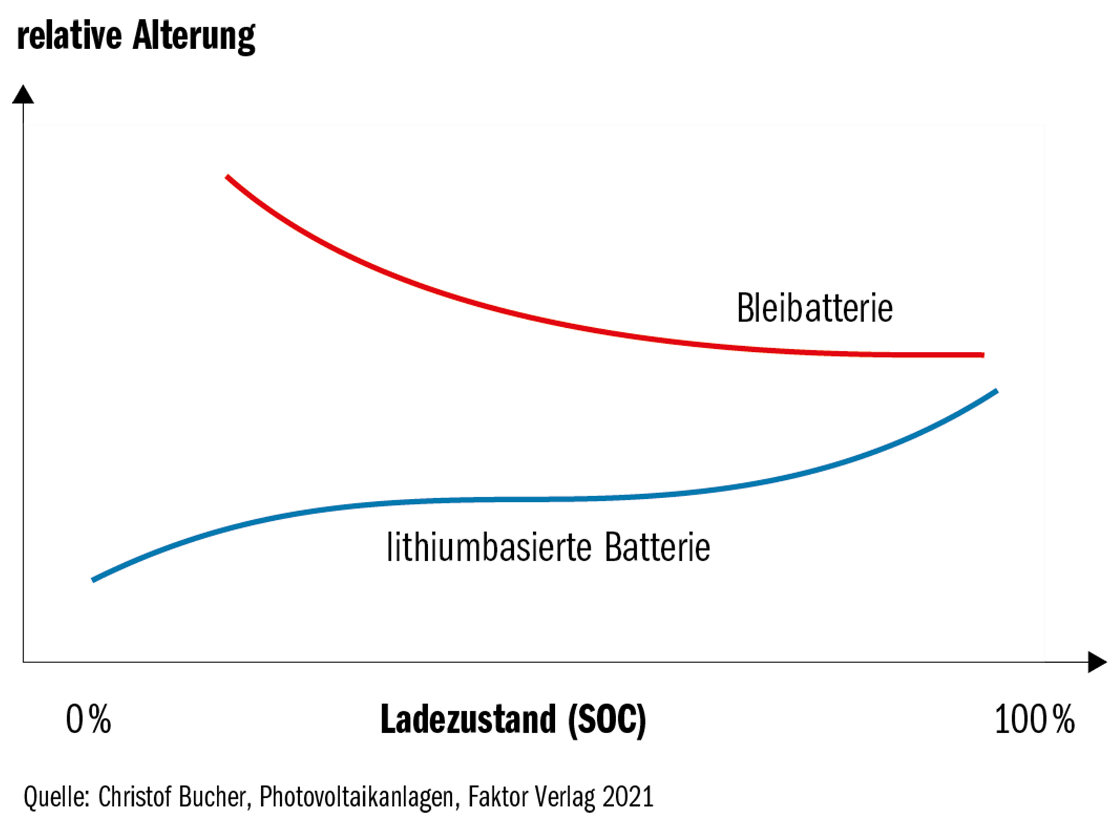 relative Alterung
Bleibatterie
lithiumbasierte Batterie
0 %
Ladezustand (SOC)
100 %
Quelle: Christof Bucher, Photovoltaikanlagen, Faktor Verlag 2021